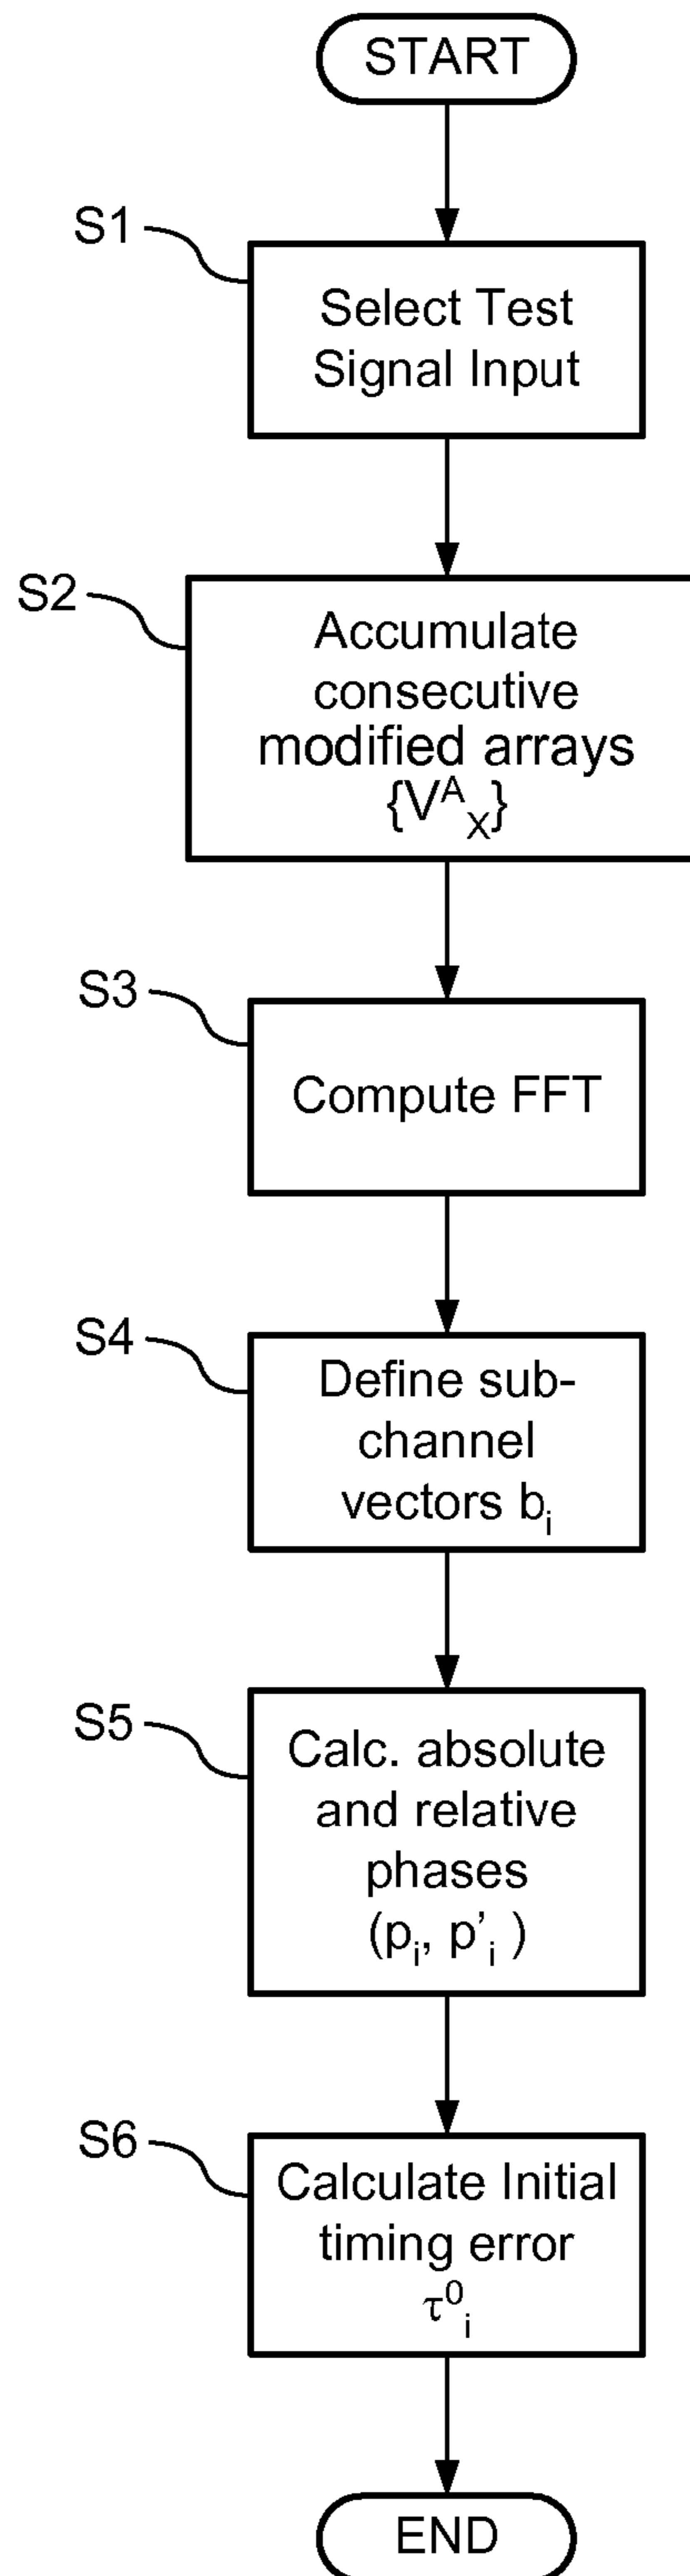 START
S1
Select Test
Signal Input
S2
Accumulate
consecutive
modified arrays
{V^A_X}
S3
Compute FFT
S4
Define sub-
channel
vectors b_i
S5
Calc. absolute
and relative
phases
(p_i, p’_i )
S6
Calculate Initial
timing error
τ^0_i
END